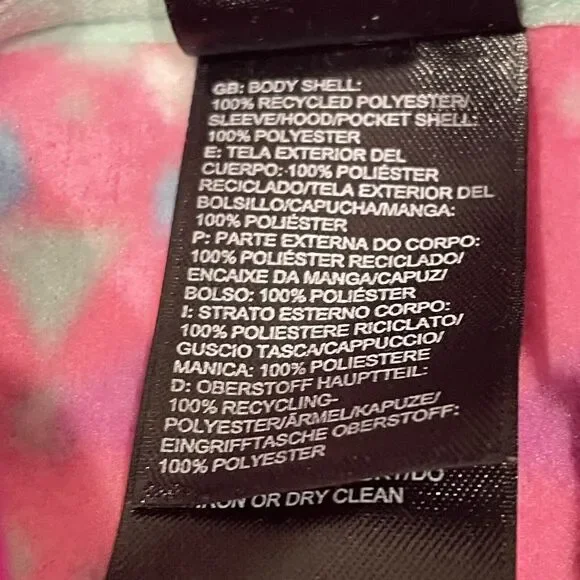 GB: BODY SHELL:
100% RECYCLED POLYESTER/
SLEEVE/HOOD/POCKET SHELL:
100% POLYESTER
E: TELA EXTERIOR DEL
CUERPO: 100% POLIÉSTER
RECICLADO/TELA EXTERIOR DEL
BOLSILLO/CAPUCHA/MANGA:
100% POLIÉSTER
P: PARTE EXTERNA DO CORPO:
100% POLIÉSTER RECICLADO/
ENCAIXE DA MANGA/CAPUZ/
BOLSO: 100% POLIÉSTER
I: STRATO ESTERNO CORPO:
100% POLIESTERE RICICLATO/
GUSCIO TASCA/CAPPUCCIO/
MANICA: 100% POLIESTERE
D: OBERSTOFF HAUPTTEIL:
100% RECYCLING-
POLYESTER/ÄRMEL/KAPUZE/
EINGRIFFTASCHE OBERSTOFF:
100% POLYESTER
OR DRY CLEAN